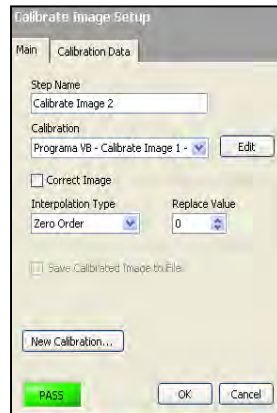 Calibrate Image Setup
Main Calibration Data
Step Name
Calibrate Image 2
Calibration
Programa VB - Calibrate Image 1 - Edit
Correct Image
Interpolation Type Replace Value
Zero Order 0
Save Calibrated Image to File
New Calibration...
PASS OK Cancel